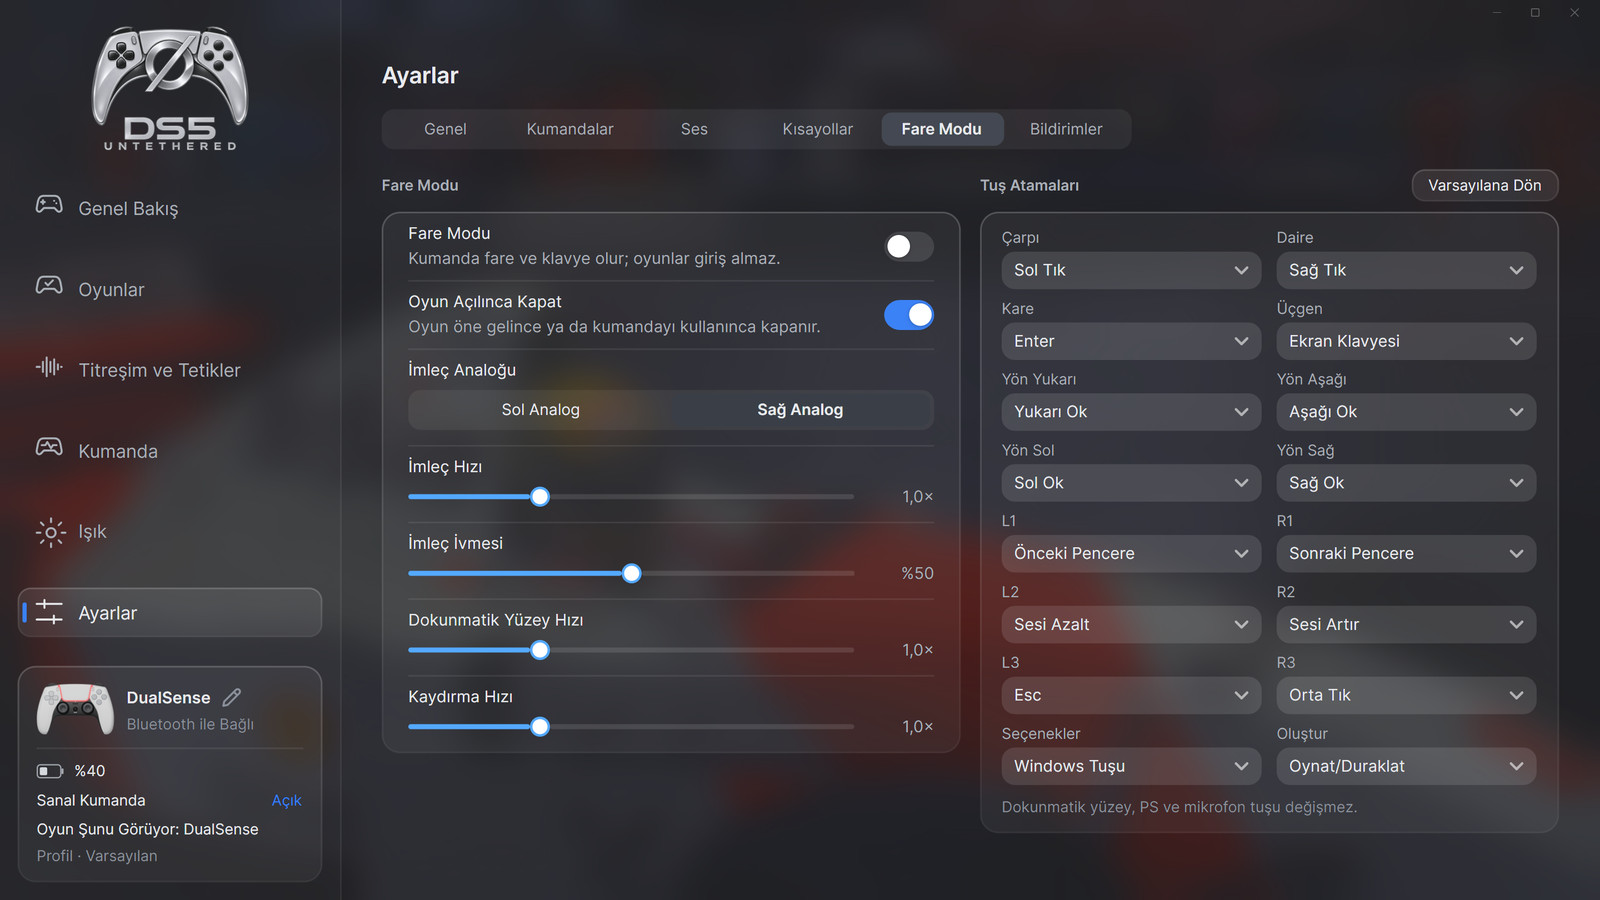 DS5
UNTETHERED
Genel Bakış
Oyunlar
Titreşim ve Tetikler
Kumanda
Işık
Ayarlar
DualSense
Bluetooth ile Bağlı
%40
Sanal Kumanda Açık
Oyun Şunu Görüyor: DualSense
Profil · Varsayılan
Ayarlar
Genel Kumandalar Ses Kısayollar Fare Modu Bildirimler
Fare Modu
Fare Modu
Kumanda fare ve klavye olur; oyunlar giriş almaz.
Oyun Açılınca Kapat
Oyun öne gelince ya da kumandayı kullanınca kapanır.
İmleç Analoğu
Sol Analog Sağ Analog
İmleç Hızı
1,0×
İmleç İvmesi
%50
Dokunmatik Yüzey Hızı
1,0×
Kaydırma Hızı
1,0×
Tuş Atamaları Varsayılana Dön
Çarpı Daire
Sol Tık Sağ Tık
Kare Üçgen
Enter Ekran Klavyesi
Yön Yukarı Yön Aşağı
Yukarı Ok Aşağı Ok
Yön Sol Yön Sağ
Sol Ok Sağ Ok
L1 R1
Önceki Pencere Sonraki Pencere
L2 R2
Sesi Azalt Sesi Artır
L3 R3
Esc Orta Tık
Seçenekler Oluştur
Windows Tuşu Oynat/Duraklat
Dokunmatik yüzey, PS ve mikrofon tuşu değişmez.